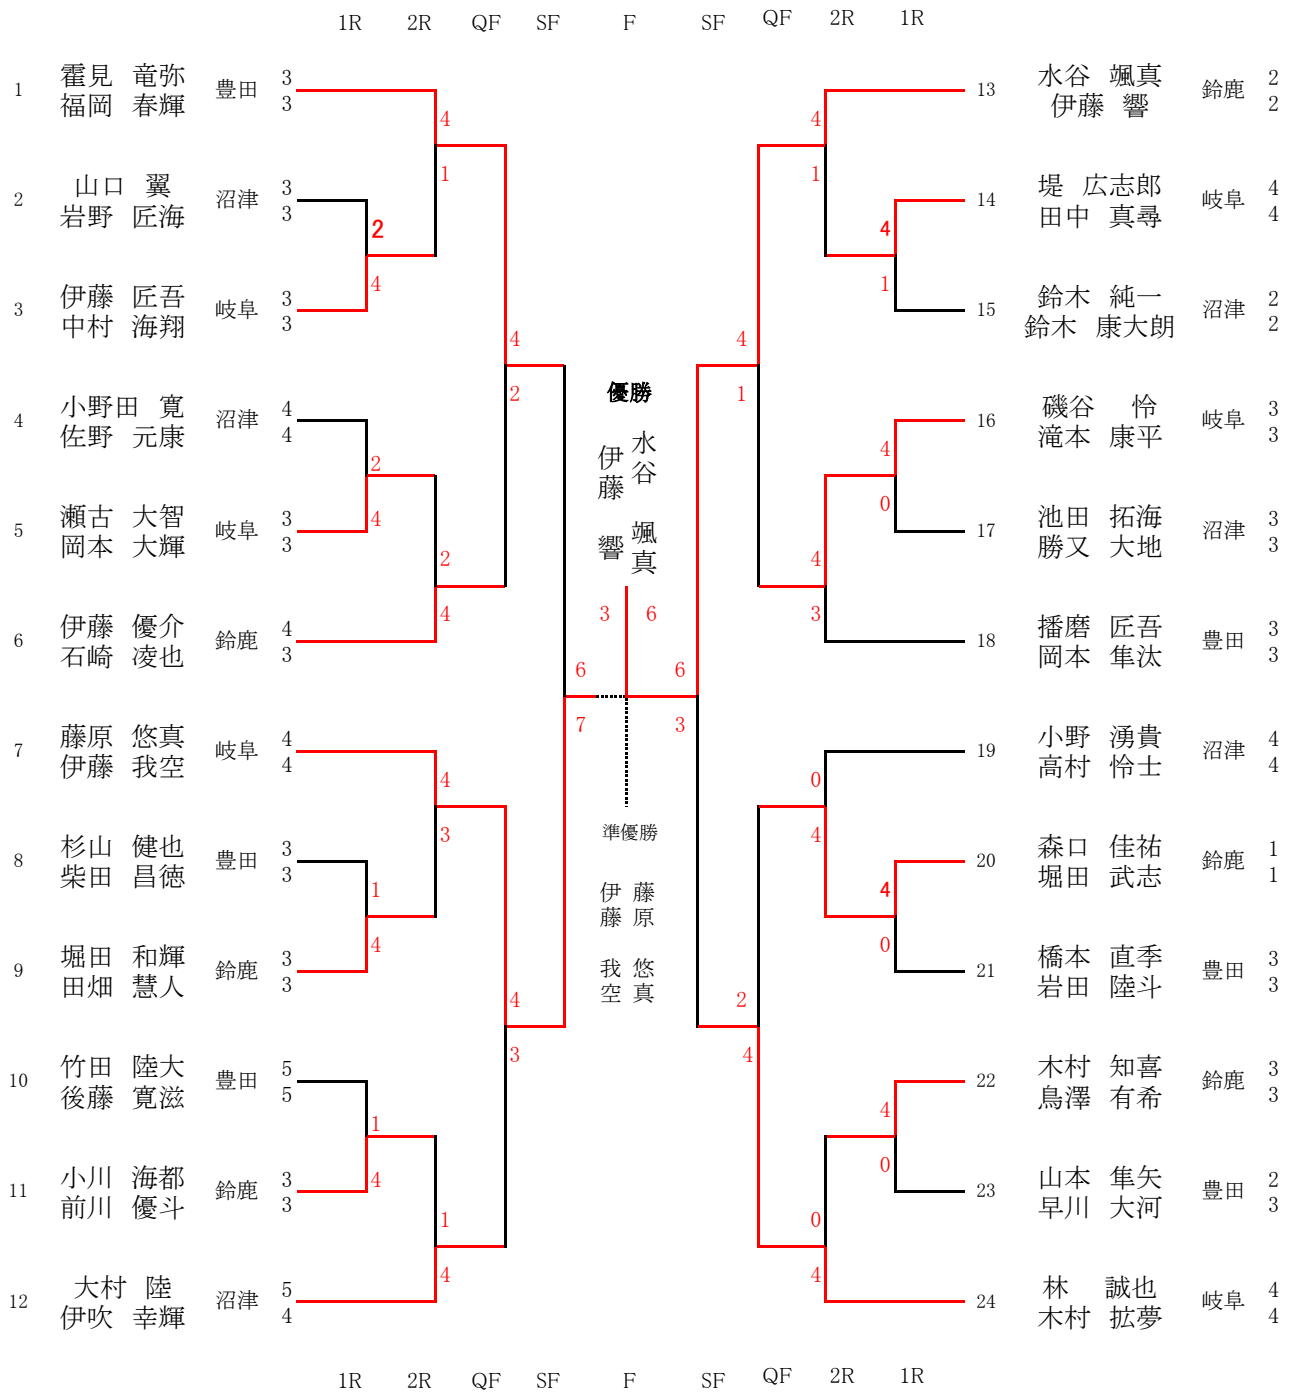 1R 2R QF SF F SF QF 2R 1R
1 霍見 竜弥 豊田 3
福岡 春輝 3
2 山口 翼 沼津 3
岩野 匠海 3
3 伊藤 匠吾 岐阜 3
中村 海翔 3
4 小野田 寛 沼津 4
佐野 元康 4
5 瀬古 大智 岐阜 3
岡本 大輝 3
6 伊藤 優介 鈴鹿 4
石崎 凌也 3
7 藤原 悠真 岐阜 4
伊藤 我空 4
8 杉山 健也 豊田 3
柴田 昌徳 3
9 堀田 和輝 鈴鹿 3
田畑 慧人 3
10 竹田 陸大 豊田 5
後藤 寛滋 5
11 小川 海都 鈴鹿 3
前川 優斗 3
12 大村 陸 沼津 5
伊吹 幸輝 4
4
1
2
4
4
2
2
4
2
4
4
3
1
4
4
3
1
4
1
4
6
7
優勝
水谷 颯真
伊藤 響
3 6
準優勝
藤原 悠真
伊藤 我空
6
3
4
1
4
1
4
1
4
0
4
3
0
4
4
0
2
4
4
0
0
4
13 水谷 颯真 鈴鹿 2
伊藤 響 2
14 堤 広志郎 岐阜 4
田中 真尋 4
15 鈴木 純一 沼津 2
鈴木 康大朗 2
16 磯谷 怜 岐阜 3
滝本 康平 3
17 池田 拓海 沼津 3
勝又 大地 3
18 播磨 匠吾 豊田 3
岡本 隼汰 3
19 小野 湧貴 沼津 4
高村 怜士 4
20 森口 佳祐 鈴鹿 1
堀田 武志 1
21 橋本 直季 豊田 3
岩田 陸斗 3
22 木村 知喜 鈴鹿 3
鳥澤 有希 3
23 山本 隼矢 豊田 2
早川 大河 3
24 林 誠也 岐阜 4
木村 拡夢 4
1R 2R QF SF F SF QF 2R 1R